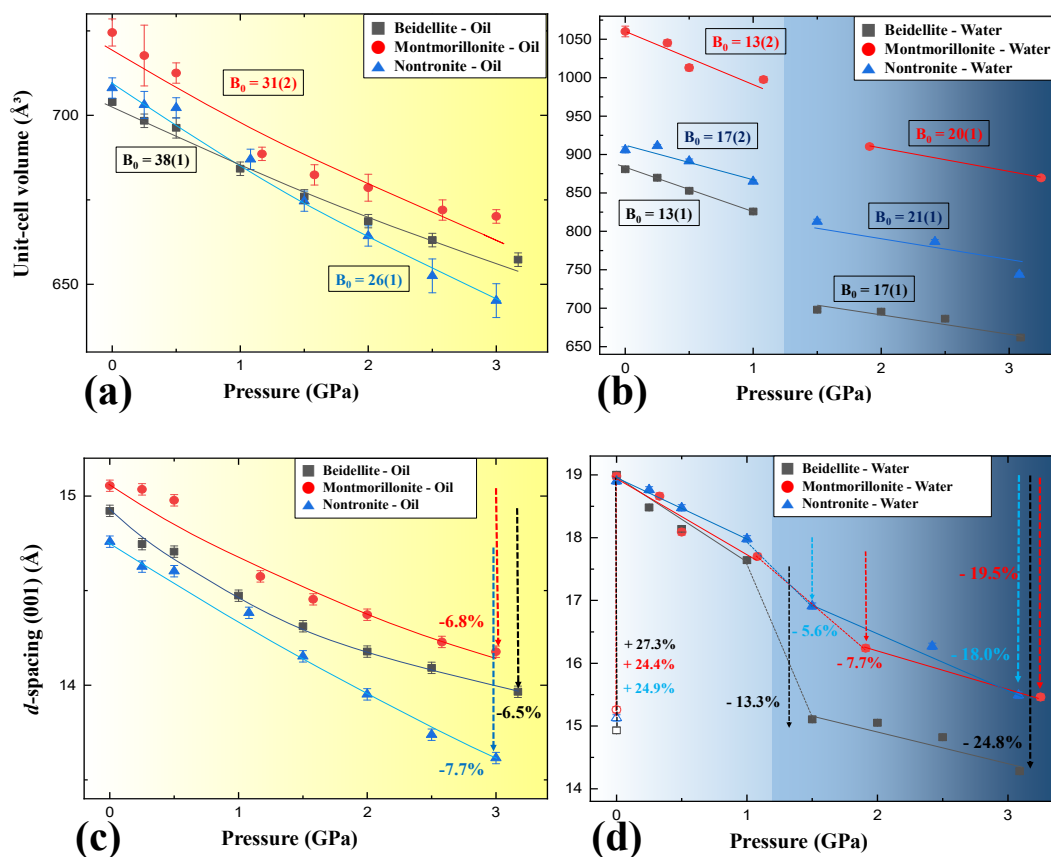 Beidellite - Oil
Montmorillonite - Oil
Nontronite - Oil
B₀ = 31(2)
B₀ = 38(1)
B₀ = 26(1)
700
650
Unit-cell volume (Å³)
0 1 2 3
Pressure (GPa)
(a)
Beidellite - Water
Montmorillonite - Water
Nontronite - Water
B₀ = 13(2)
B₀ = 17(2)
B₀ = 13(1)
B₀ = 20(1)
B₀ = 21(1)
B₀ = 17(1)
1050
1000
950
900
850
800
750
700
650
0 1 2 3
Pressure (GPa)
(b)
Beidellite - Oil
Montmorillonite - Oil
Nontronite - Oil
15
14
d-spacing (001) (Å)
-6.8%
-6.5%
-7.7%
0 1 2 3
Pressure (GPa)
(c)
Beidellite - Water
Montmorillonite - Water
Nontronite - Water
19
18
17
16
15
14
+ 27.3%
+ 24.4%
+ 24.9%
- 5.6%
- 7.7%
- 13.3%
- 19.5%
- 18.0%
- 24.8%
0 1 2 3
Pressure (GPa)
(d)